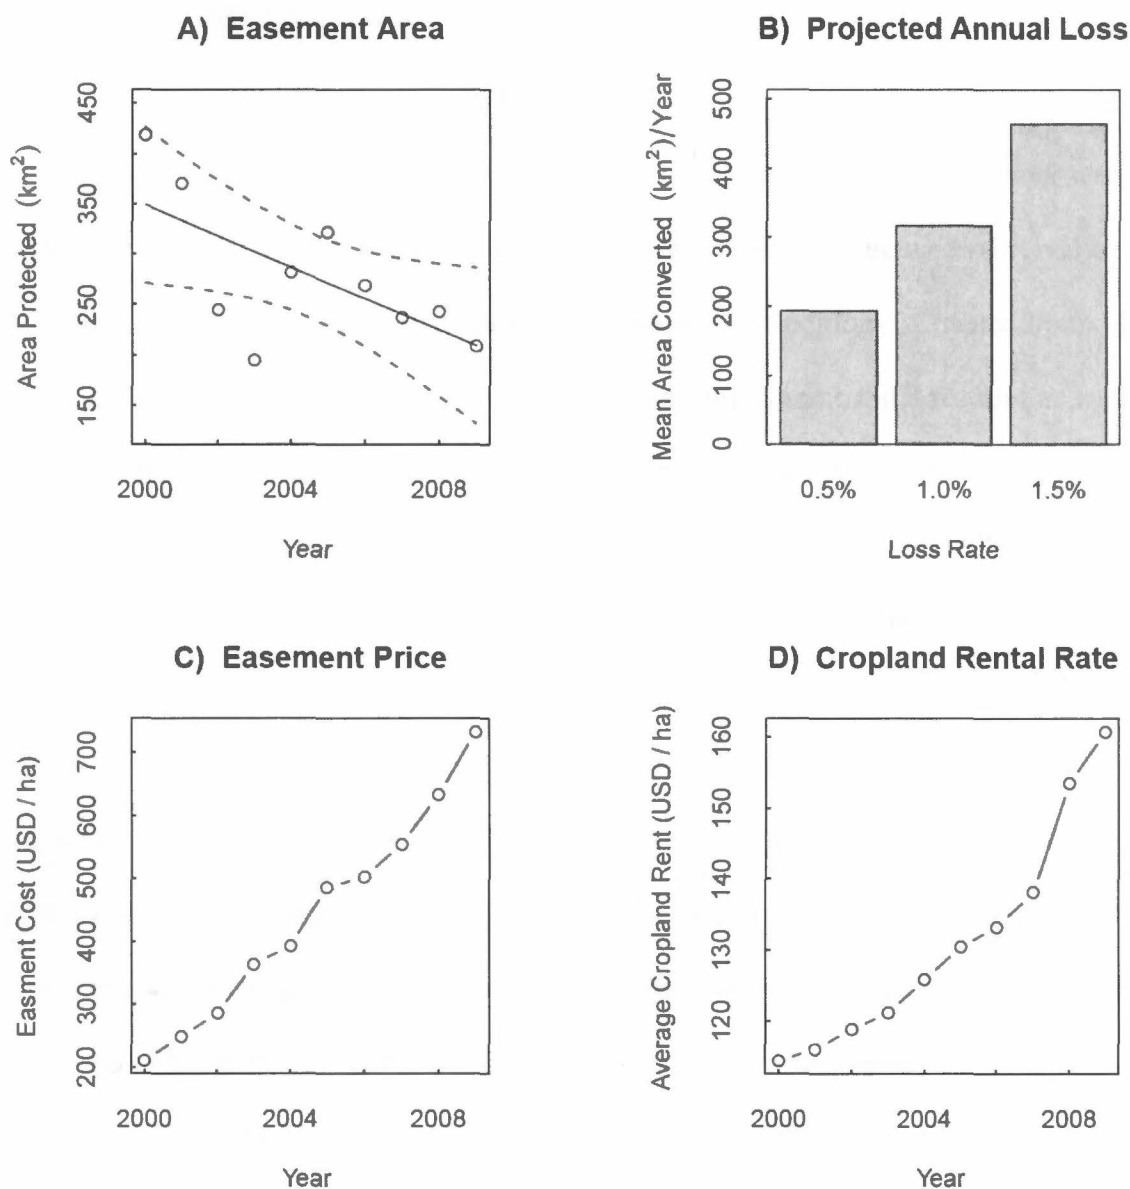 A) Easement Area
Area Protected (km²)
450
350
250
150
2000
2004
2008
Year
B) Projected Annual Loss
Mean Area Converted (km²)/Year
500
400
300
200
100
0
0.5%
1.0%
1.5%
Loss Rate
C) Easement Price
Easment Cost (USD / ha)
700
600
500
400
300
200
2000
2004
2008
Year
D) Cropland Rental Rate
Average Cropland Rent (USD / ha)
160
150
140
130
120
2000
2004
2008
Year